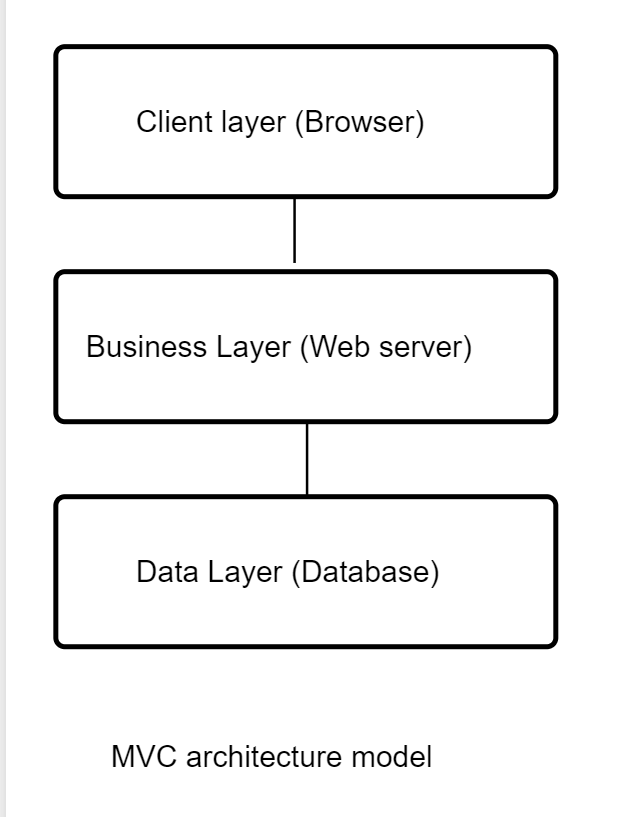 Client layer (Browser)
Business Layer (Web server)
Data Layer (Database)
MVC architecture model